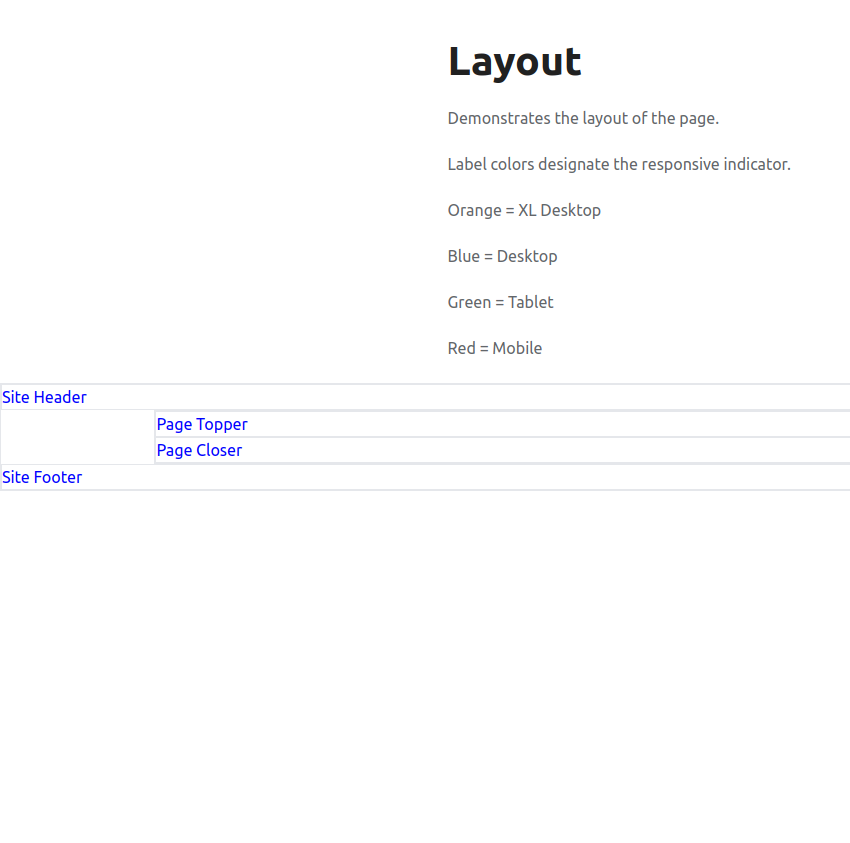 Layout
Demonstrates the layout of the page.
Label colors designate the responsive indicator.
Orange = XL Desktop
Blue = Desktop
Green = Tablet
Red = Mobile
Site Header
Page Topper
Page Closer
Site Footer